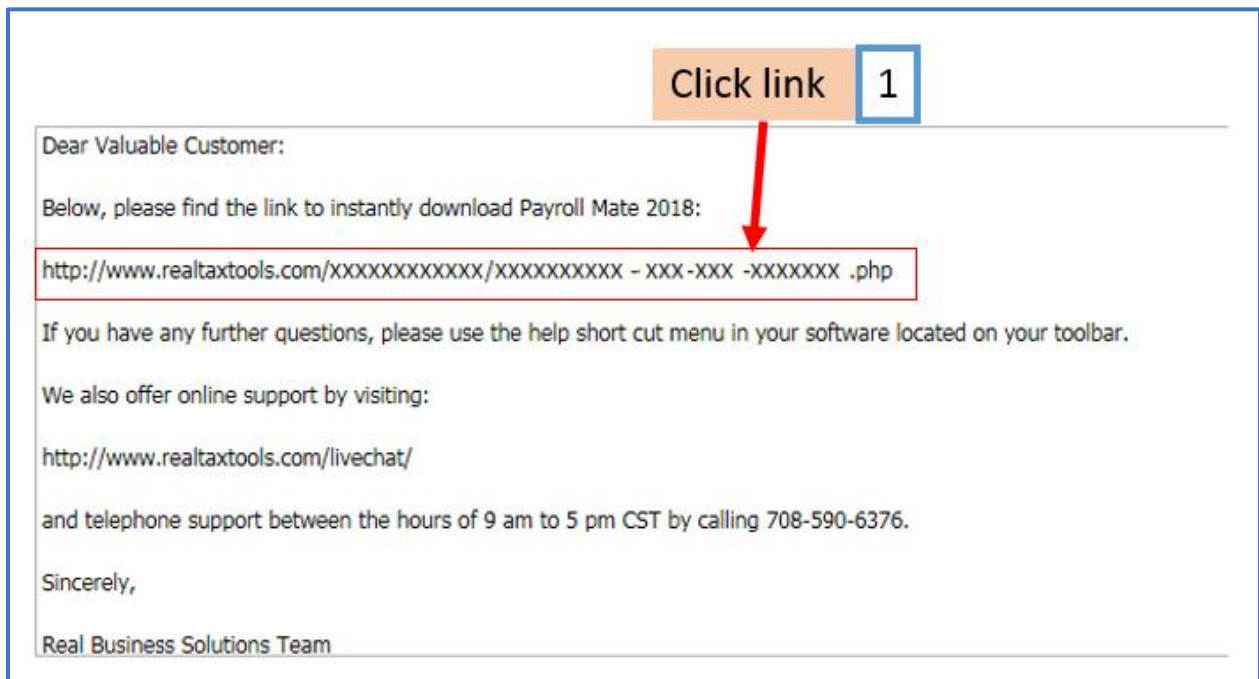 Click link 1
Dear Valuable Customer:
Below, please find the link to instantly download Payroll Mate 2018:
http://www.realtaxtools.com/XXXXXXXXXXXX/XXXXXXXXXX - XXX-XXX -XXXXXXX .php
If you have any further questions, please use the help short cut menu in your software located on your toolbar.
We also offer online support by visiting:
http://www.realtaxtools.com/livechat/
and telephone support between the hours of 9 am to 5 pm CST by calling 708-590-6376.
Sincerely,
Real Business Solutions Team